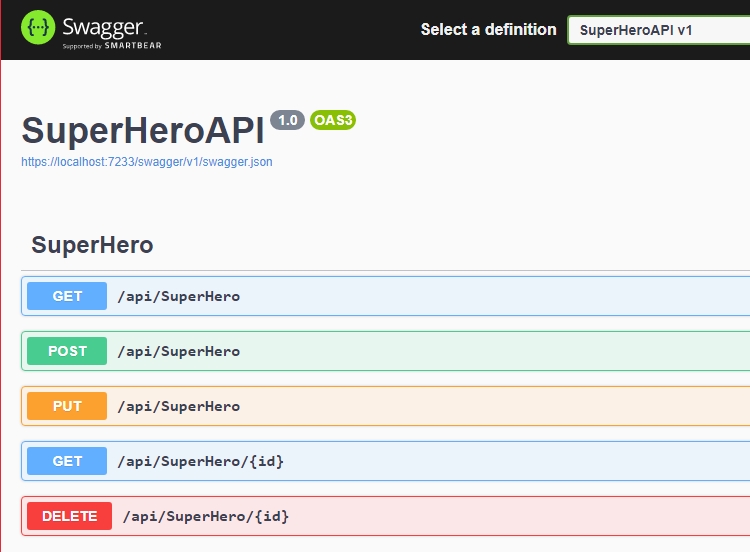 Swagger
Supported by SMARTBEAR
Select a definition
SuperHeroAPI v1
SuperHeroAPI 1.0 OAS3
https://localhost:7233/swagger/v1/swagger.json
SuperHero
GET /api/SuperHero
POST /api/SuperHero
PUT /api/SuperHero
GET /api/SuperHero/{id}
DELETE /api/SuperHero/{id}